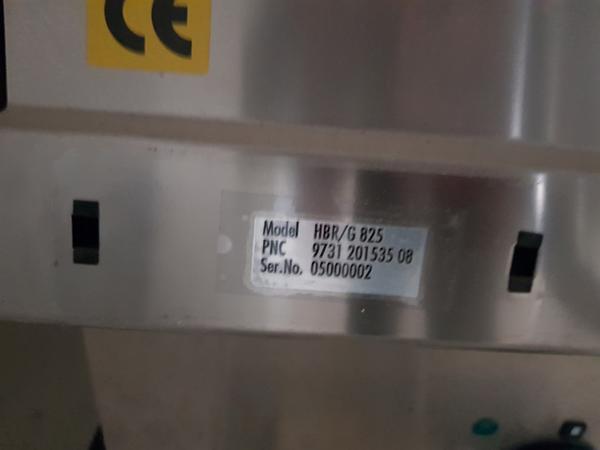 CE
Model HBR/G 825
PNC 9731 201535 08
Ser.No. 05000002